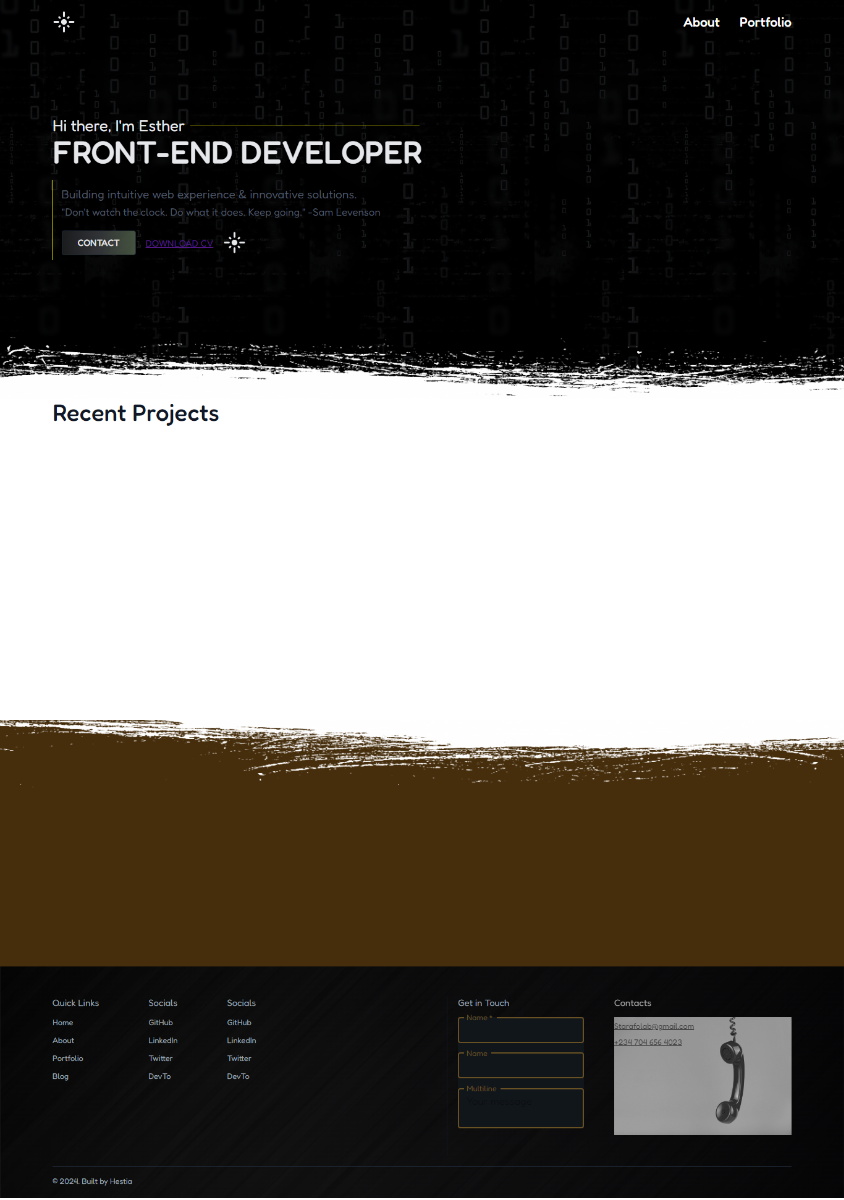 About Portfolio
Hi there, I'm Esther
FRONT-END DEVELOPER
Building intuitive web experience & innovative solutions.
"Don't watch the clock. Do what it does. Keep going." -Sam Levenson
CONTACT DOWNLOAD CV
Recent Projects
Quick Links
Home
About
Portfolio
Blog
Socials
GitHub
LinkedIn
Twitter
DevTo
Socials
GitHub
LinkedIn
Twitter
DevTo
Get in Touch
Name *
Name
Multiline
Contacts
+234 704 656 4023
© 2024. Built by Hestia